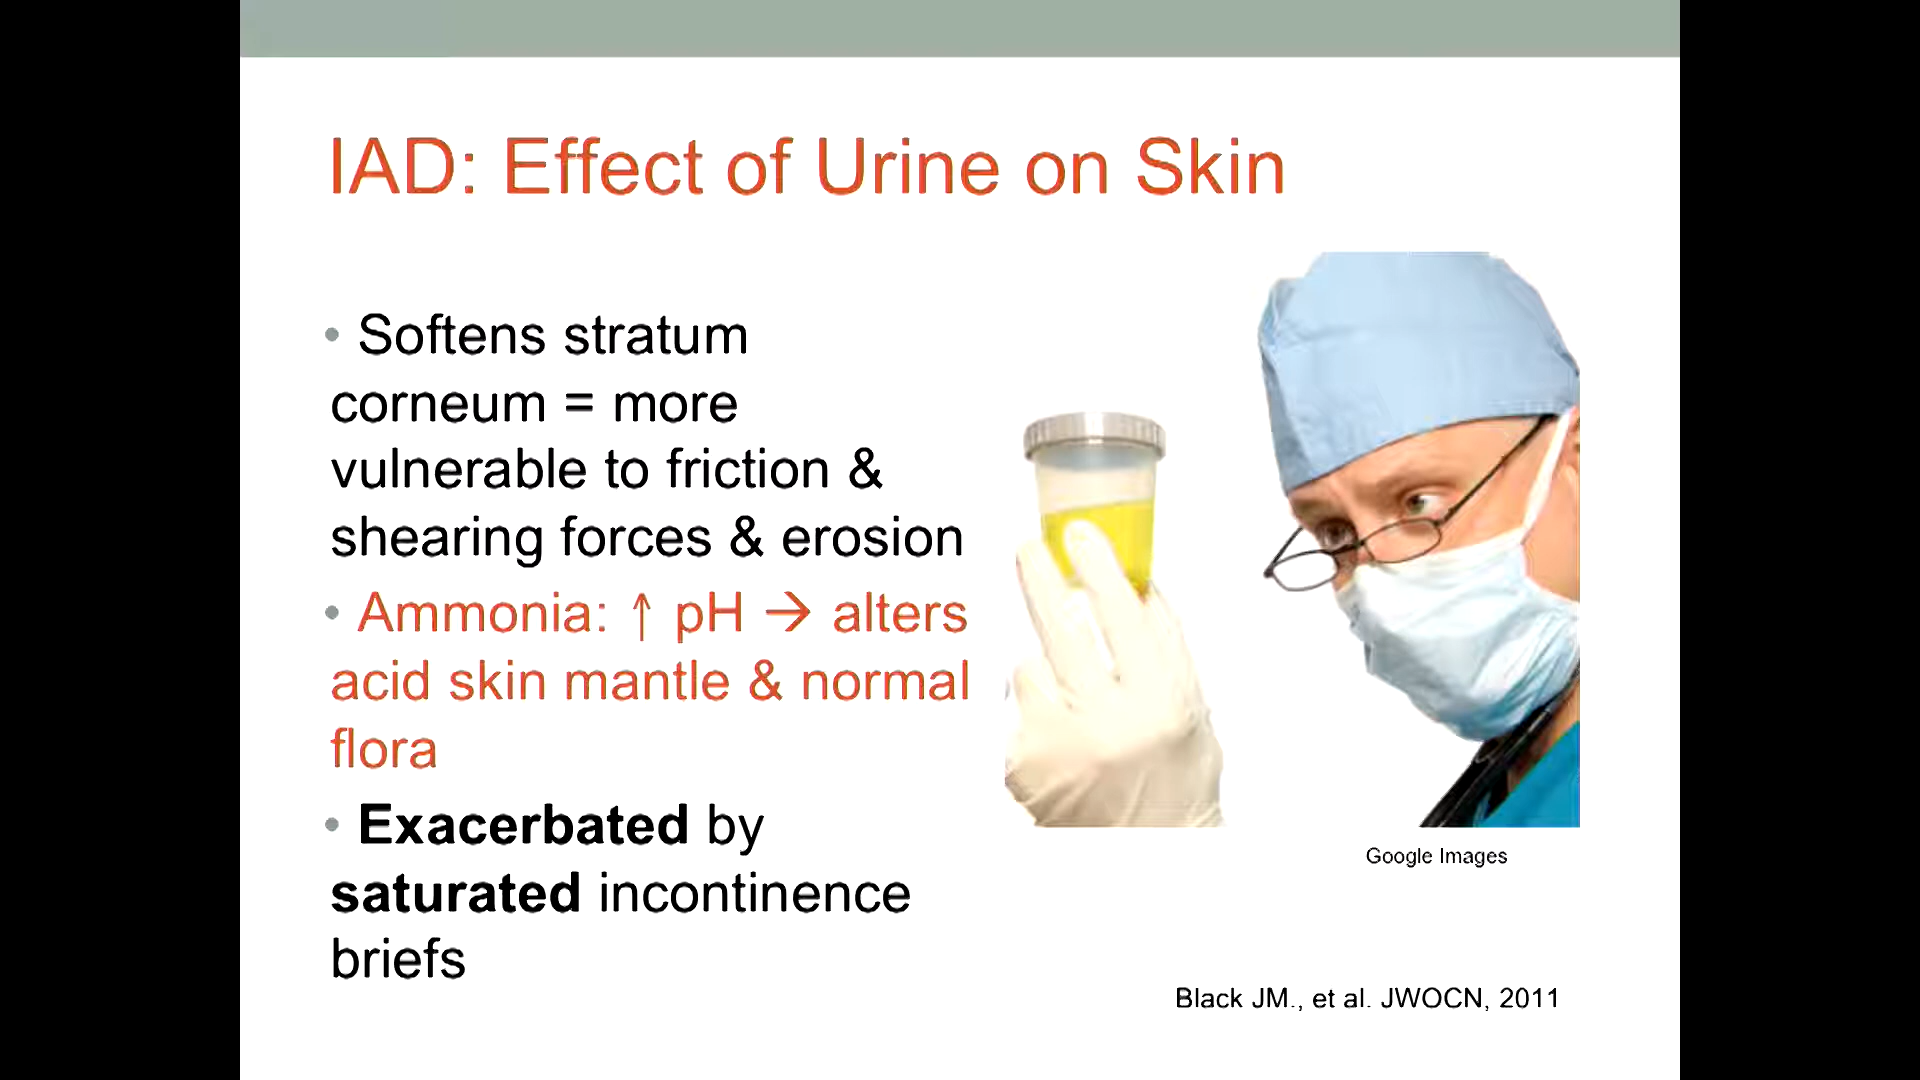 IAD: Effect of Urine on Skin
• Softens stratum
corneum = more
vulnerable to friction &
shearing forces & erosion
• Ammonia: ↑ pH → alters
acid skin mantle & normal
flora
• Exacerbated by
saturated incontinence
briefs
Google Images
Black JM., et al. JWOCN, 2011